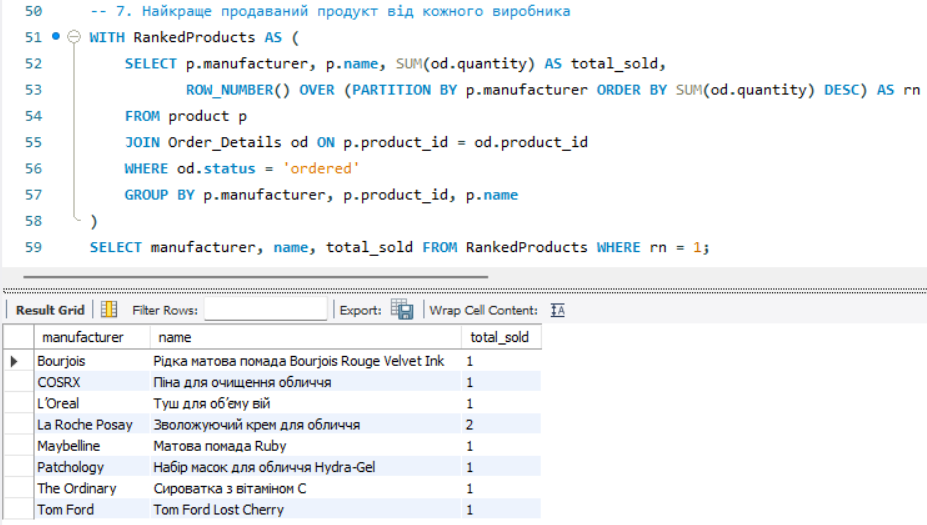 50 -- 7. Найкраще продаваний продукт від кожного виробника
51 WITH RankedProducts AS (
52 SELECT p.manufacturer, p.name, SUM(od.quantity) AS total_sold,
53 ROW_NUMBER() OVER (PARTITION BY p.manufacturer ORDER BY SUM(od.quantity) DESC) AS rn
54 FROM product p
55 JOIN Order_Details od ON p.product_id = od.product_id
56 WHERE od.status = 'ordered'
57 GROUP BY p.manufacturer, p.product_id, p.name
58 )
59 SELECT manufacturer, name, total_sold FROM RankedProducts WHERE rn = 1;
Result Grid Filter Rows: Export: Wrap Cell Content: IA
manufacturer name total_sold
Bourjois Рідка матова помада Bourjois Rouge Velvet Ink 1
COSRX Піна для очищення обличчя 1
L’Oreal Туш для об’єму вій 1
La Roche Posay Зволожуючий крем для обличчя 2
Maybelline Матова помада Ruby 1
Patchology Набір масок для обличчя Hydra-Gel 1
The Ordinary Сироватка з вітаміном C 1
Tom Ford Tom Ford Lost Cherry 1